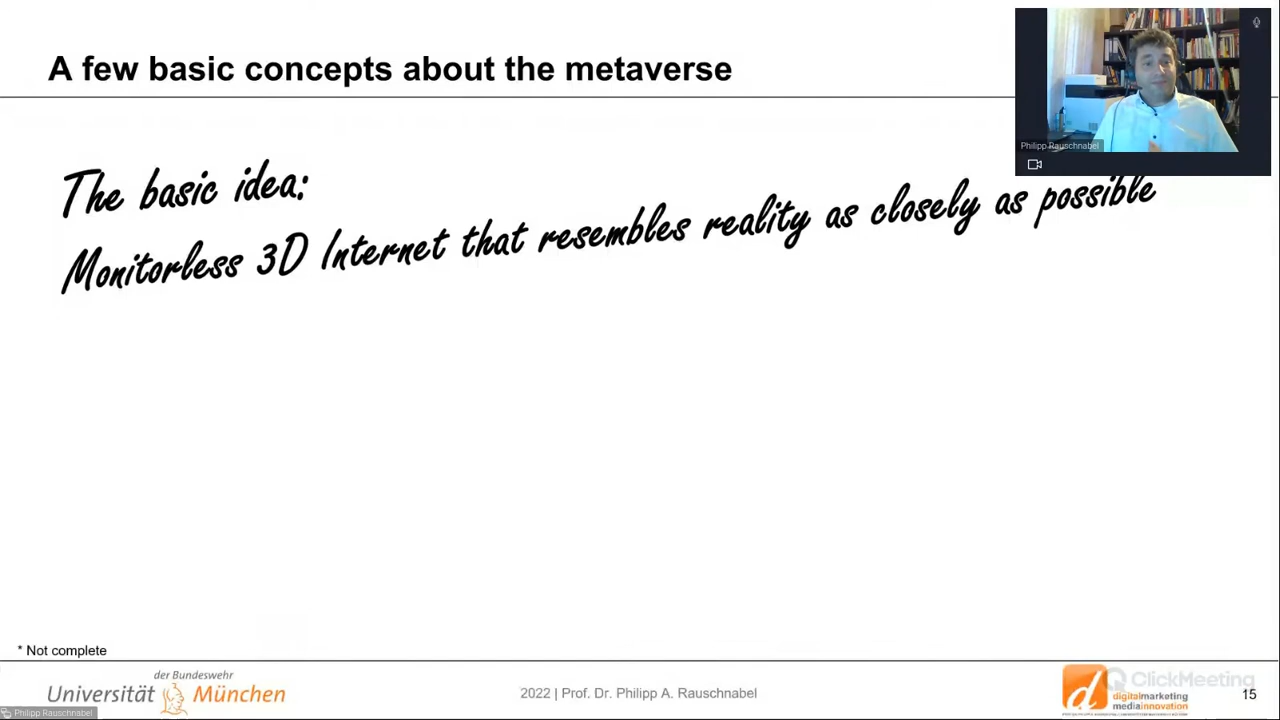 A few basic concepts about the metaverse
Philipp Rauschnabel
The basic idea:
Monitorless 3D Internet that resembles reality as closely as possible
* Not complete
der Bundeswehr
Universität München
2022 | Prof. Dr. Philipp A. Rauschnabel
d
ClickMeeting
digitalmarketing
mediainnovation
15
Philipp Rauschnabel